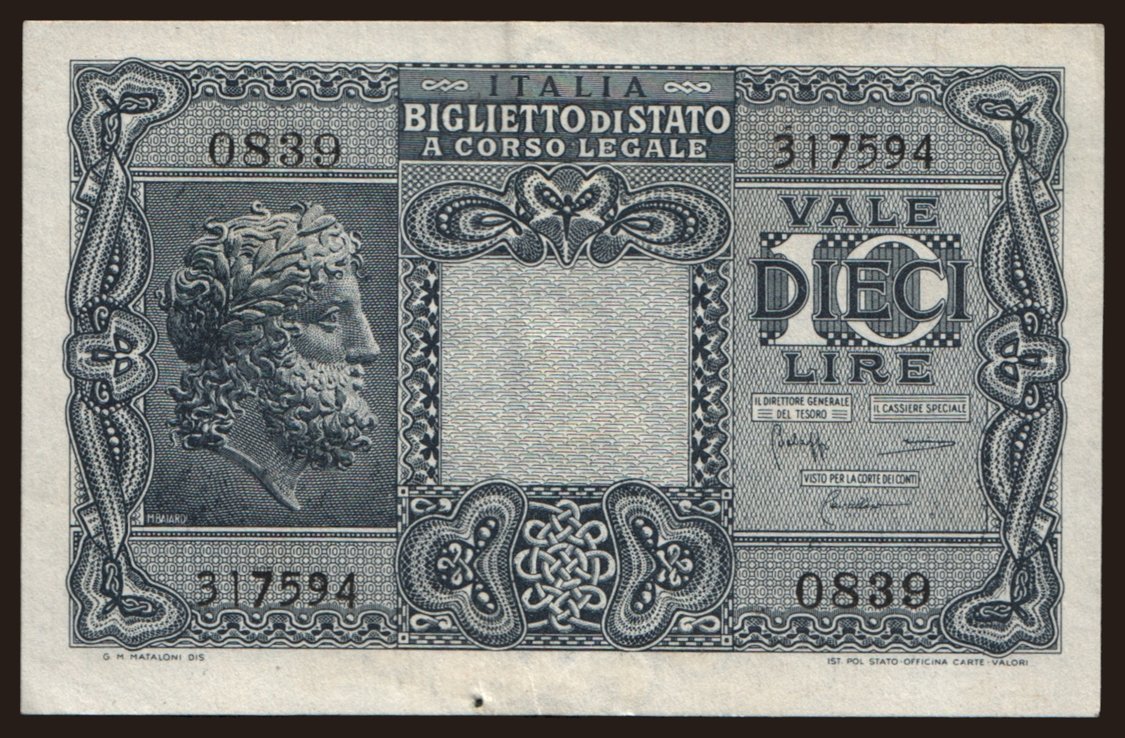 ITALIA
BIGLIETTO DI STATO
A CORSO LEGALE
0839
317594
VALE
10
DIECI
LIRE
IL DIRETTORE GENERALE
DEL TESORO
IL CASSIERE SPECIALE
VISTO PER LA CORTE DEI CONTI
M.BAIARDI
317594
0839
G. M. MATALONI DIS
IST. POL STATO-OFFICINA CARTE-VALORI